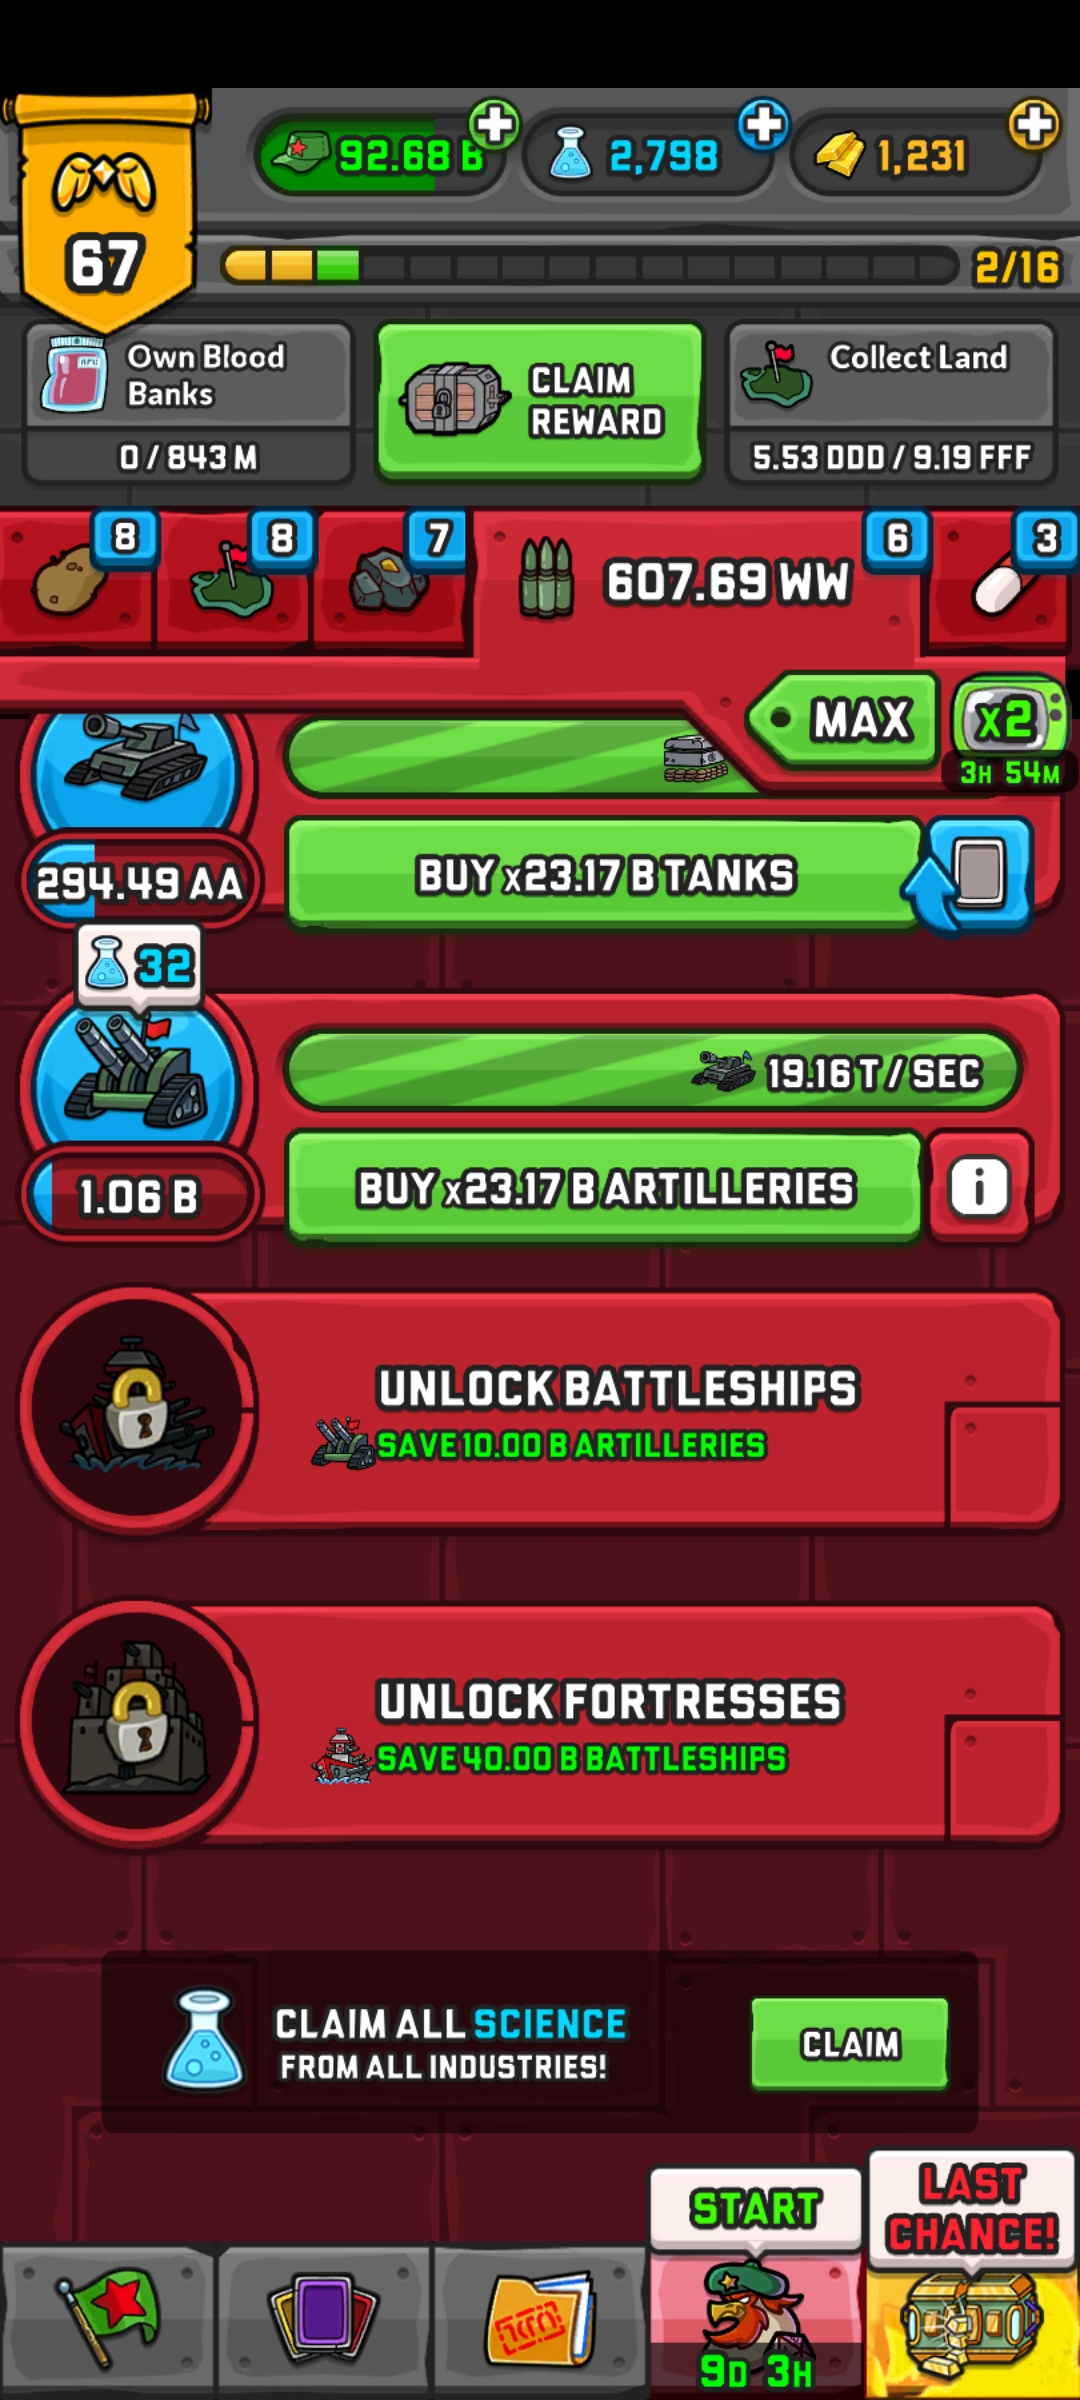 92.68 B
2,798
1,231
67
2/16
Own Blood
Banks
0 / 843 M
CLAIM
REWARD
Collect Land
5.53 DDD / 9.19 FFF
8
8
7
607.69 WW
6
3
MAX
x2
3H 54M
294.49 AA
BUY x23.17 B TANKS
32
19.16 T / SEC
1.06 B
BUY x23.17 B ARTILLERIES
i
UNLOCK BATTLESHIPS
SAVE 10.00 B ARTILLERIES
UNLOCK FORTRESSES
SAVE 40.00 B BATTLESHIPS
CLAIM ALL SCIENCE
FROM ALL INDUSTRIES!
CLAIM
START
LAST
CHANCE!
9D 3H